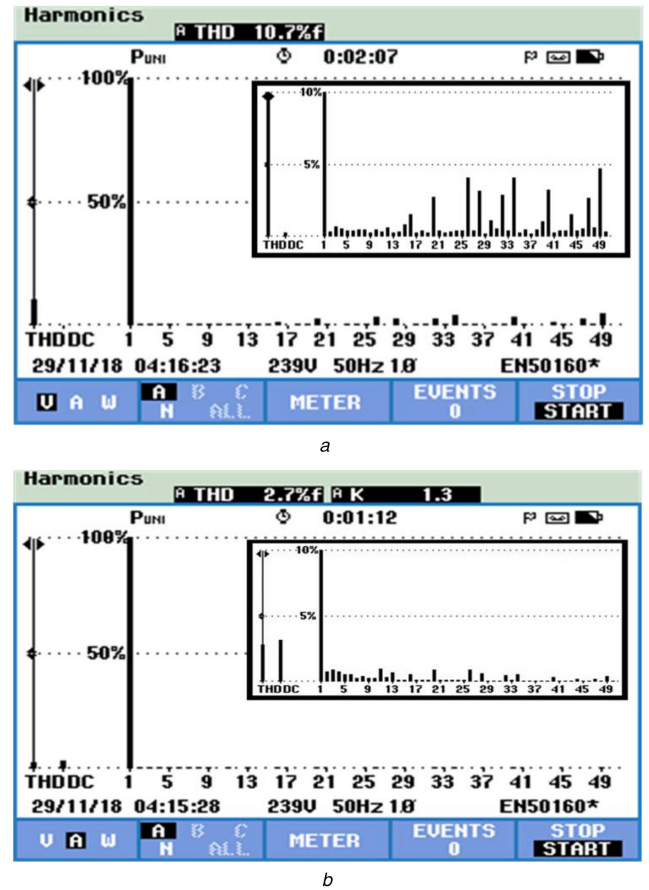 Harmonics
A THD 10.7%f
PUNI 0:02:07
100%
50%
10%
5%
THDDC 1 5 9 13 17 21 25 29 33 37 41 45 49
THDDC 1 5 9 13 17 21 25 29 33 37 41 45 49
29/11/18 04:16:23 239V 50Hz 1Ø EN50160*
V A W A B C N ALL METER EVENTS 0 STOP START
a
Harmonics
A THD 2.7%f A K 1.3
PUNI 0:01:12
100%
50%
10%
5%
THDDC 1 5 9 13 17 21 25 29 33 37 41 45 49
THDDC 1 5 9 13 17 21 25 29 33 37 41 45 49
29/11/18 04:15:28 239V 50Hz 1Ø EN50160*
V A W A B C N ALL METER EVENTS 0 STOP START
b